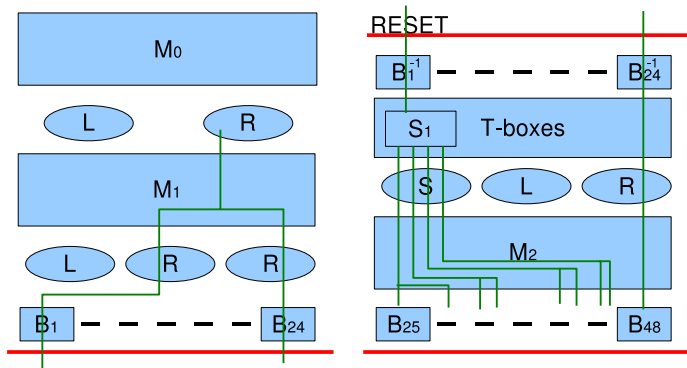 M0
L R
M1
L R R
B1 B24
RESET
B1-1 B24-1
S1 T-boxes
S L R
M2
B25 B48